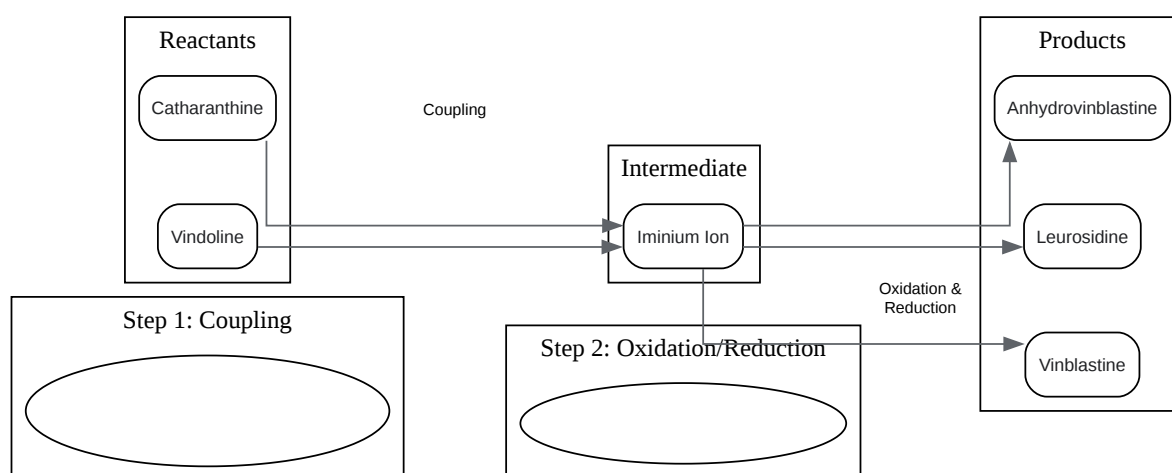 Reactants
Products
Catharanthine
Coupling
Anhydrovinblastine
Intermediate
Vindoline
Iminium Ion
Leurosidine
Oxidation &
Reduction
Step 1: Coupling
Step 2: Oxidation/Reduction
Vinblastine